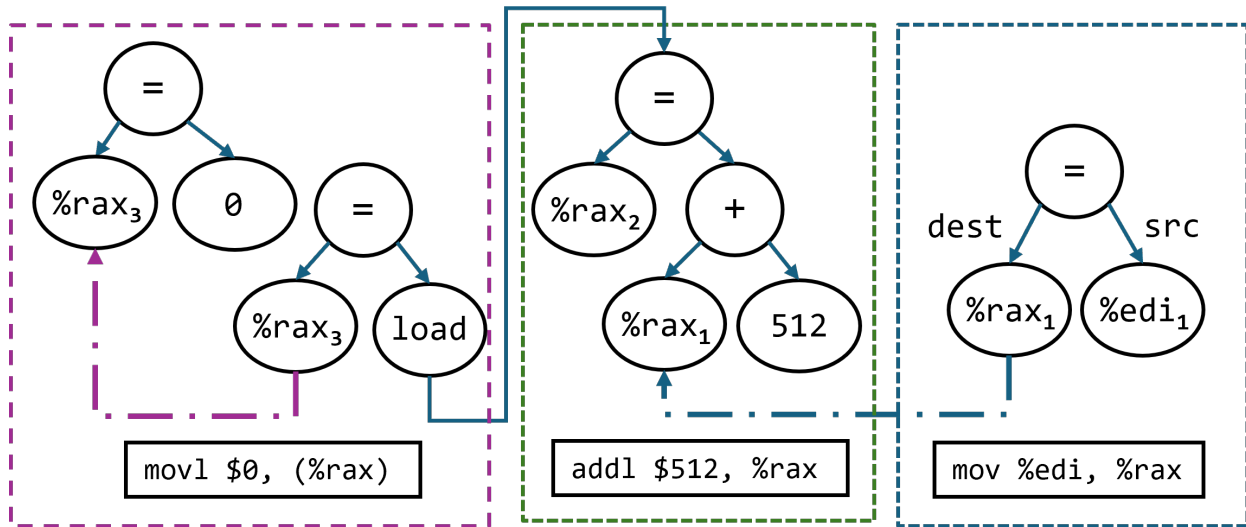 =
%rax₃
0
=
%rax₃
load
movl $0, (%rax)
=
%rax₂
+
%rax₁
512
addl $512, %rax
=
dest
src
%rax₁
%edi₁
mov %edi, %rax